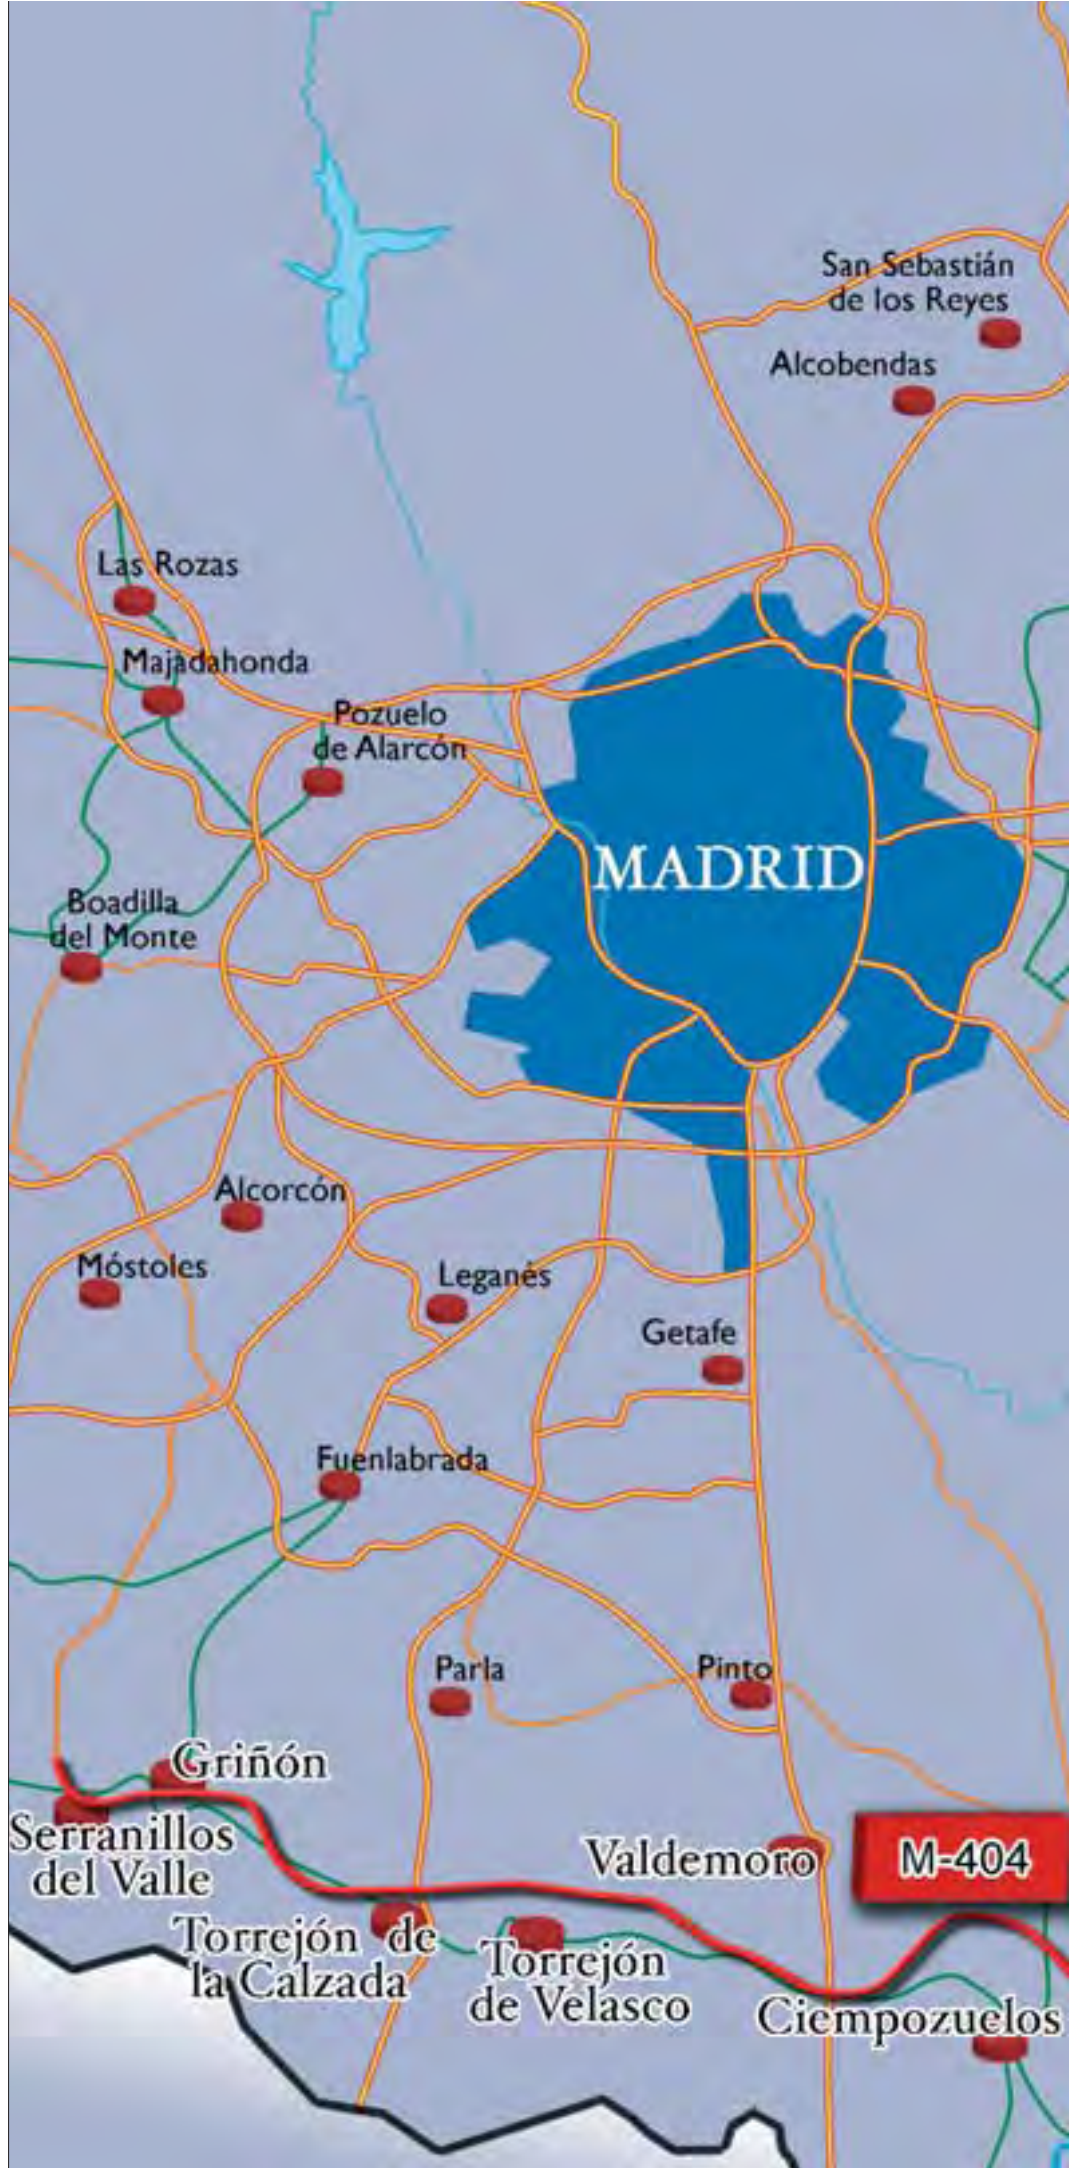 San Sebastián
de los Reyes
Alcobendas
Las Rozas
Majadahonda
Pozuelo
de Alarcón
MADRID
Boadilla
del Monte
Alcorcón
Móstoles
Leganés
Getafe
Fuenlabrada
Parla
Pinto
Griñón
Serranillos
del Valle
Valdemoro
M-404
Torrejón de
la Calzada
Torrejón
de Velasco
Ciempozuelos